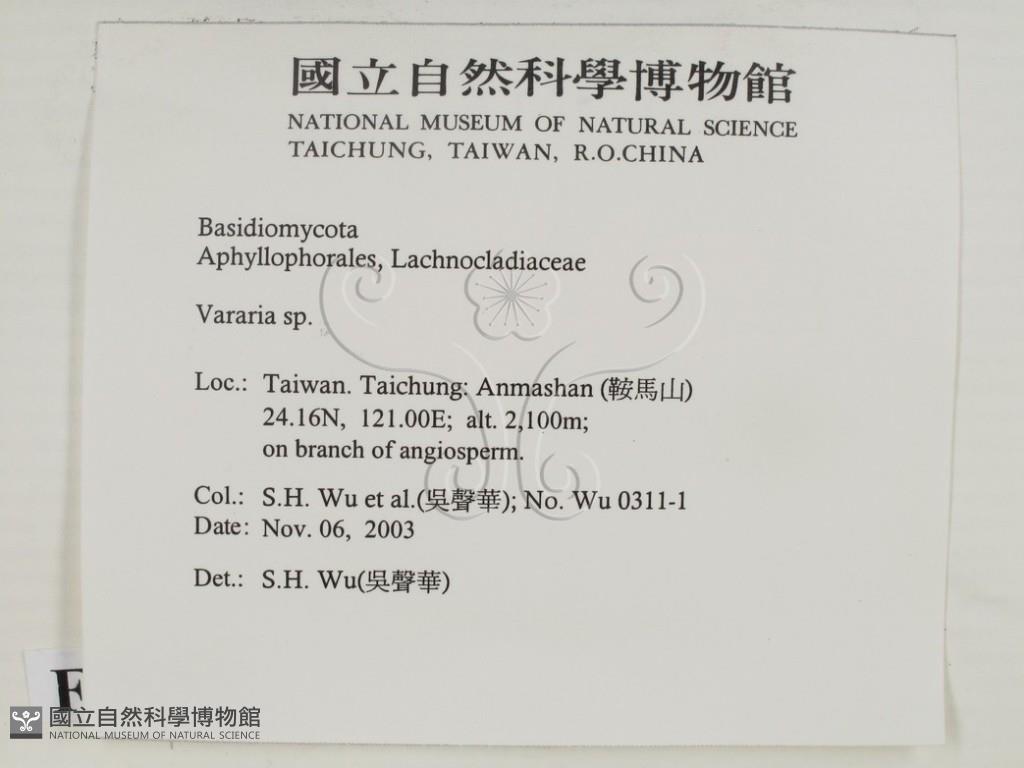 國立自然科學博物館
NATIONAL MUSEUM OF NATURAL SCIENCE
TAICHUNG, TAIWAN, R.O.CHINA
Basidiomycota
Aphyllophorales, Lachnocladiaceae
Vararia sp.
Loc.: Taiwan. Taichung: Anmashan (鞍馬山)
24.16N, 121.00E; alt. 2,100m;
on branch of angiosperm.
Col.: S.H. Wu et al.(吳聲華); No. Wu 0311-1
Date: Nov. 06, 2003
Det.: S.H. Wu(吳聲華)
國立自然科學博物館
NATIONAL MUSEUM OF NATURAL SCIENCE